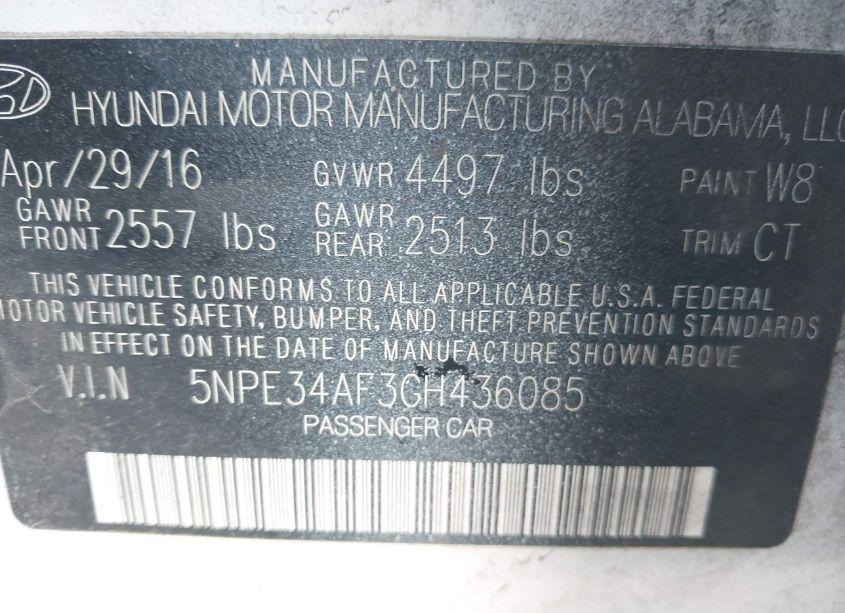 MANUFACTURED BY
HYUNDAI MOTOR MANUFACTURING ALABAMA, LLC
Apr/29/16 GVWR 4497 lbs PAINT W8
GAWR FRONT 2557 lbs GAWR REAR 2513 lbs TRIM CT
THIS VEHICLE CONFORMS TO ALL APPLICABLE U.S.A. FEDERAL
MOTOR VEHICLE SAFETY, BUMPER, AND THEFT PREVENTION STANDARDS
IN EFFECT ON THE DATE OF MANUFACTURE SHOWN ABOVE
V.I.N 5NPE34AF3GH436085
PASSENGER CAR